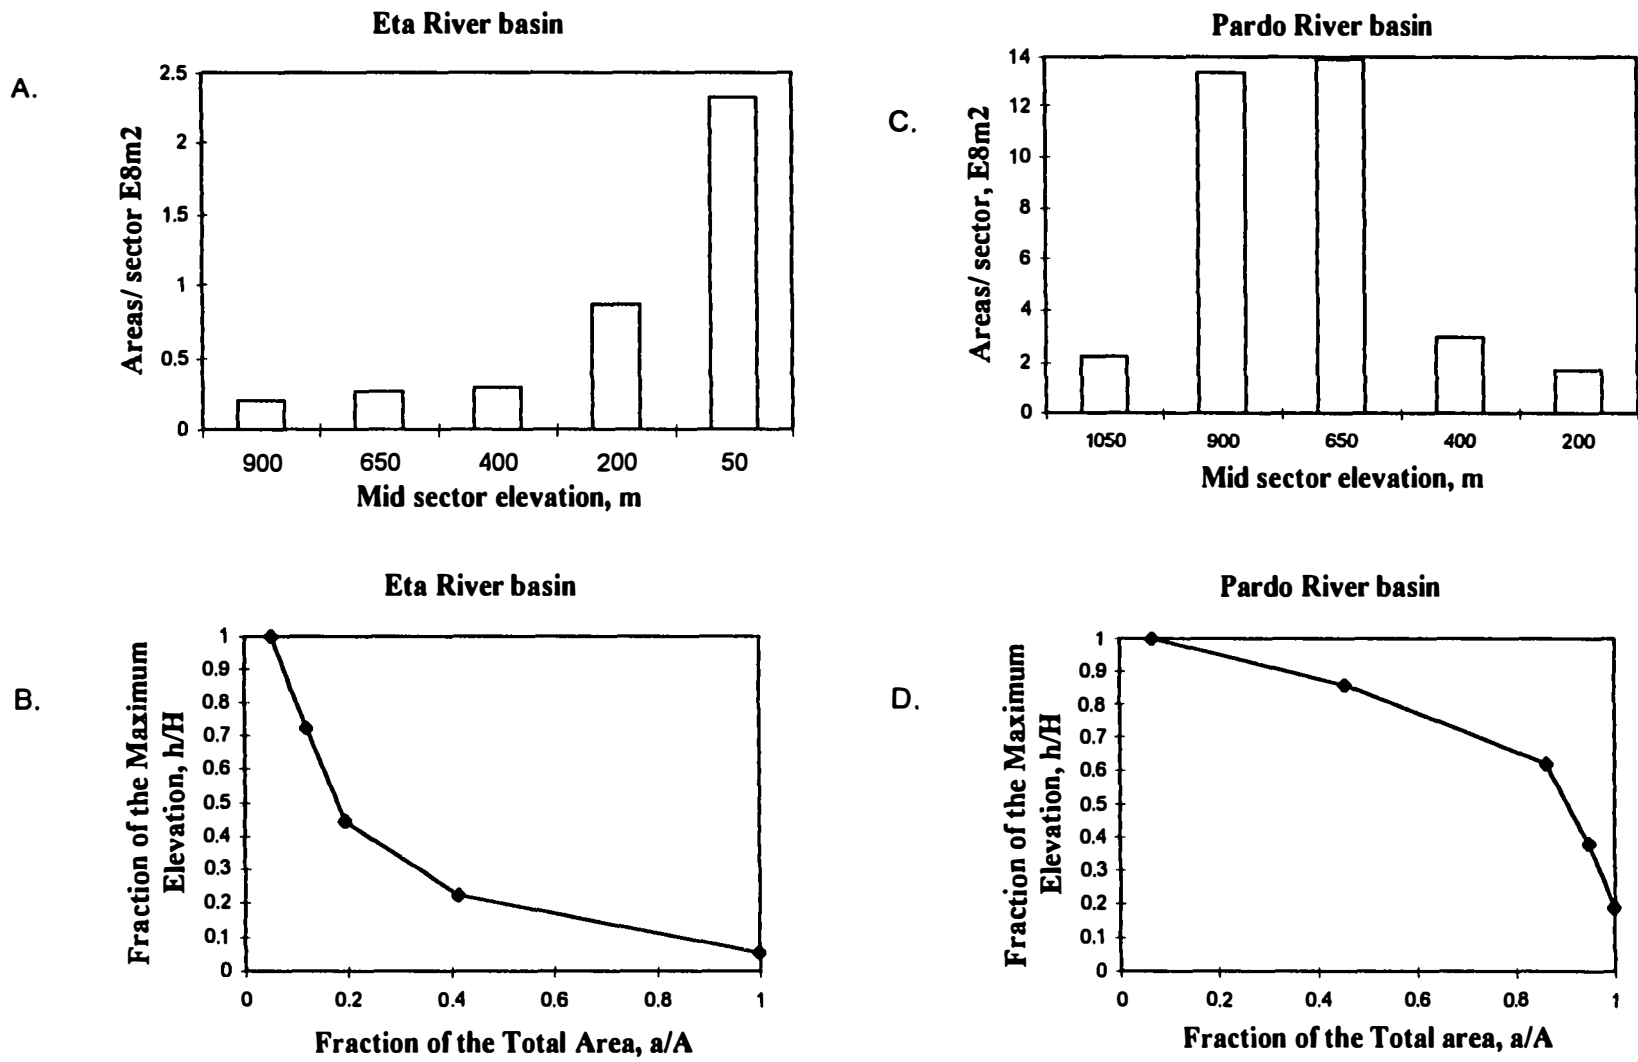 Eta River basin
A.
2.5
2
1.5
1
0.5
0
Areas/ sector E8m2
900 650 400 200 50
Mid sector elevation, m
Pardo River basin
C.
14
12
10
8
6
4
2
0
Areas/ sector, E8m2
1050 900 650 400 200
Mid sector elevation, m
Eta River basin
B.
1
0.9
0.8
0.7
0.6
0.5
0.4
0.3
0.2
0.1
0
Fraction of the Maximum
Elevation, h/H
0 0.2 0.4 0.6 0.8 1
Fraction of the Total Area, a/A
Pardo River basin
D.
1
0.9
0.8
0.7
0.6
0.5
0.4
0.3
0.2
0.1
0
Fraction of the Maximum
Elevation, h/H
0 0.2 0.4 0.6 0.8 1
Fraction of the Total area, a/A